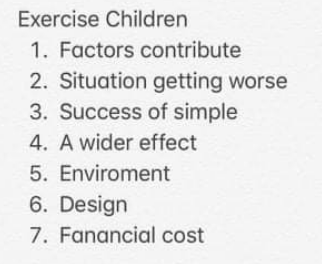 Exercise Children
1. Factors contribute
2. Situation getting worse
3. Success of simple
4. A wider effect
5. Enviroment
6. Design
7. Fanancial cost